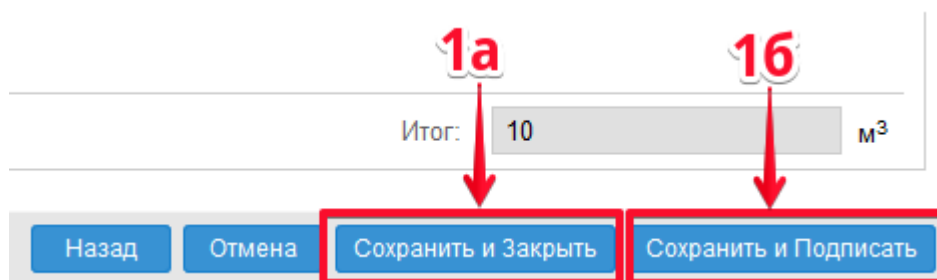 1а 1б
Итог: 10 м³
Назад Отмена Сохранить и Закрыть Сохранить и Подписать